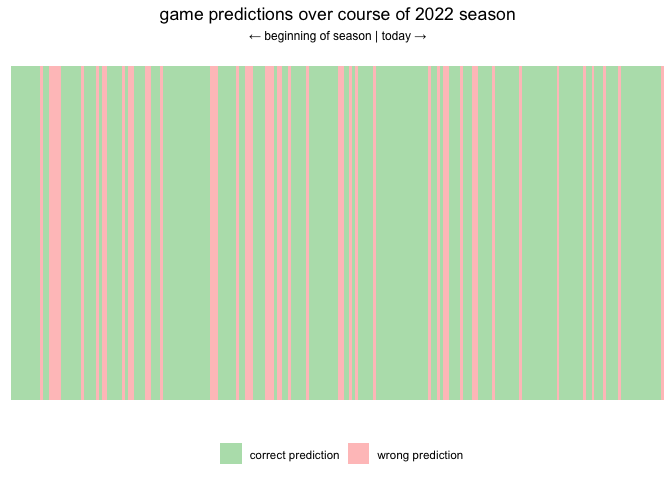 game predictions over course of 2022 season
← beginning of season | today →
correct prediction
wrong prediction